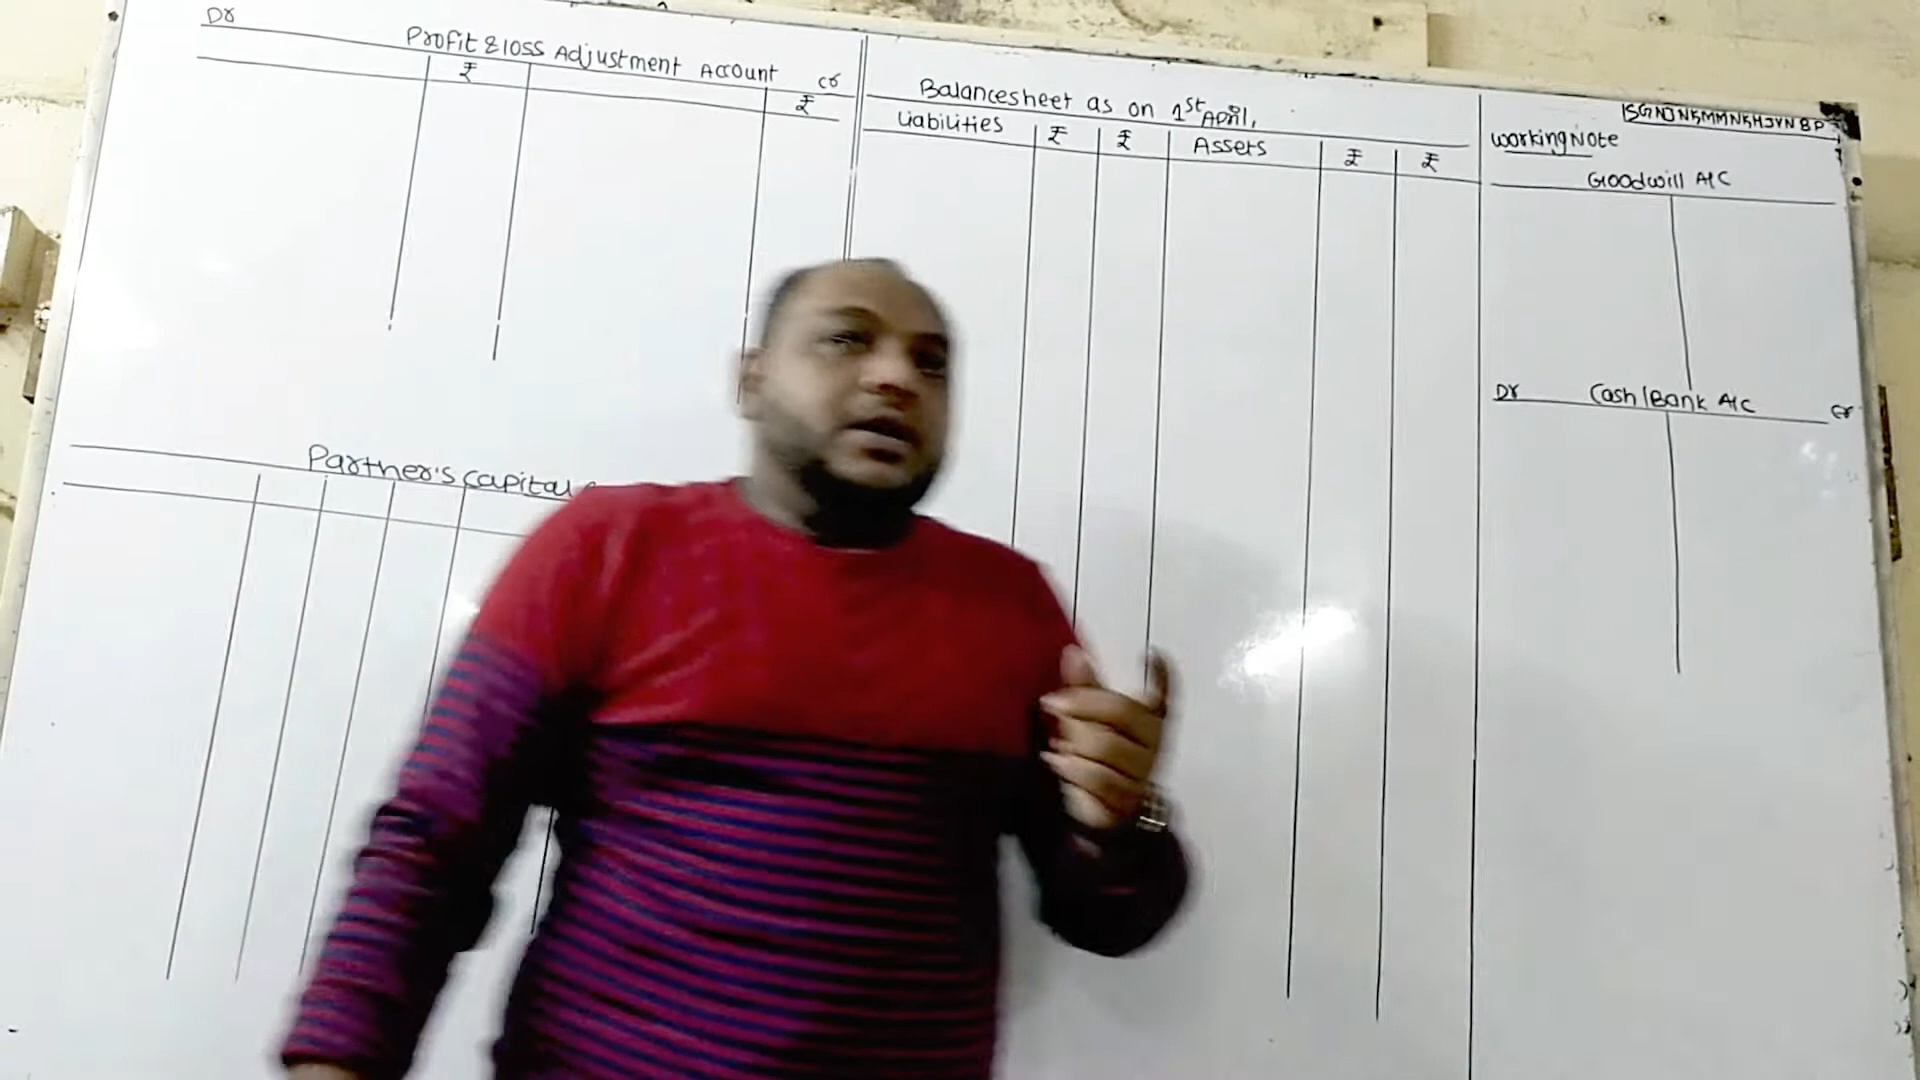 Dr
Profit & loss Adjustment Account Cr
₹
₹
Partner's capital
Balancesheet as on 1st April,
Liabilities ₹ ₹ Assets ₹ ₹
Working Note
Goodwill A/C
Dr Cash/Bank A/C Cr